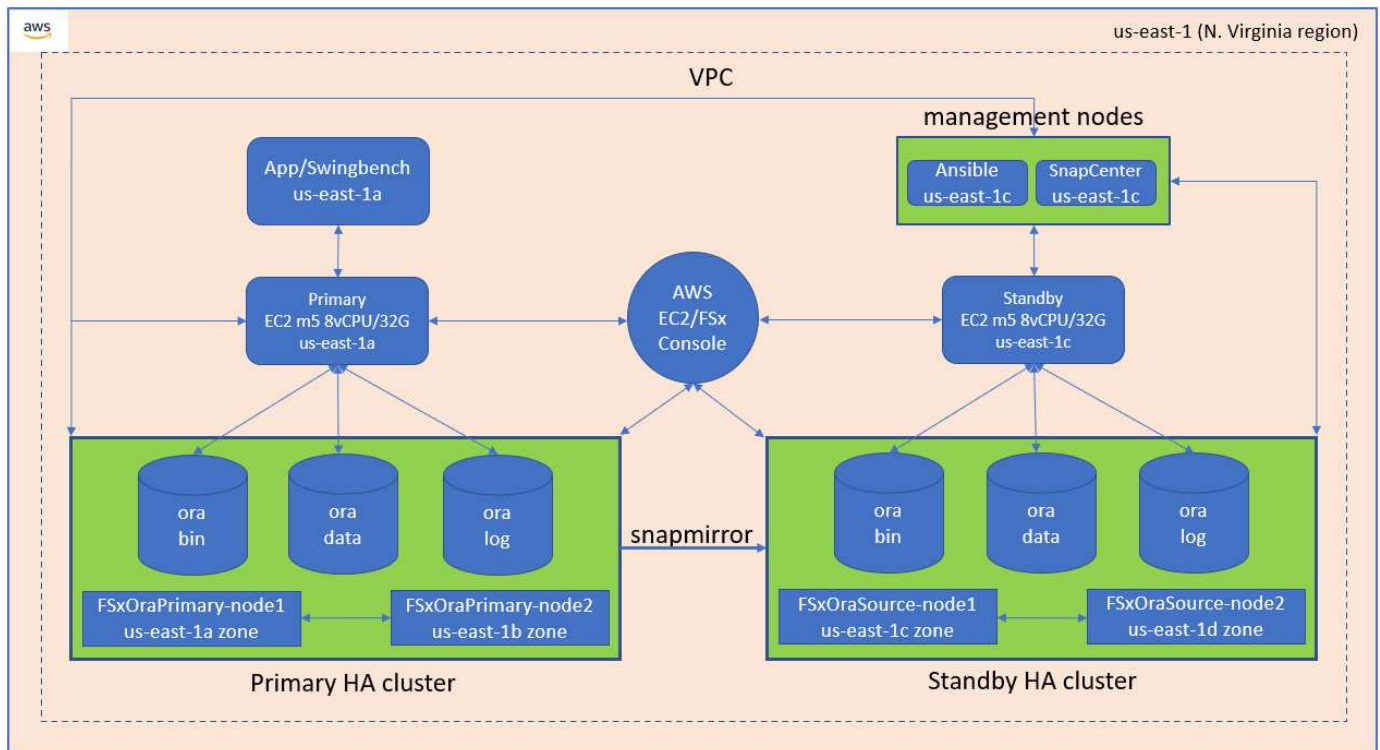 aws
us-east-1 (N. Virginia region)
VPC
management nodes
App/Swingbench
us-east-1a
Ansible
us-east-1c
SnapCenter
us-east-1c
Primary
EC2 m5 8vCPU/32G
us-east-1a
AWS
EC2/FSx
Console
Standby
EC2 m5 8vCPU/32G
us-east-1c
ora
bin
ora
data
ora
log
snapmirror
ora
bin
ora
data
ora
log
FSxOraPrimary-node1
us-east-1a zone
FSxOraPrimary-node2
us-east-1b zone
FSxOraSource-node1
us-east-1c zone
FSxOraSource-node2
us-east-1d zone
Primary HA cluster
Standby HA cluster